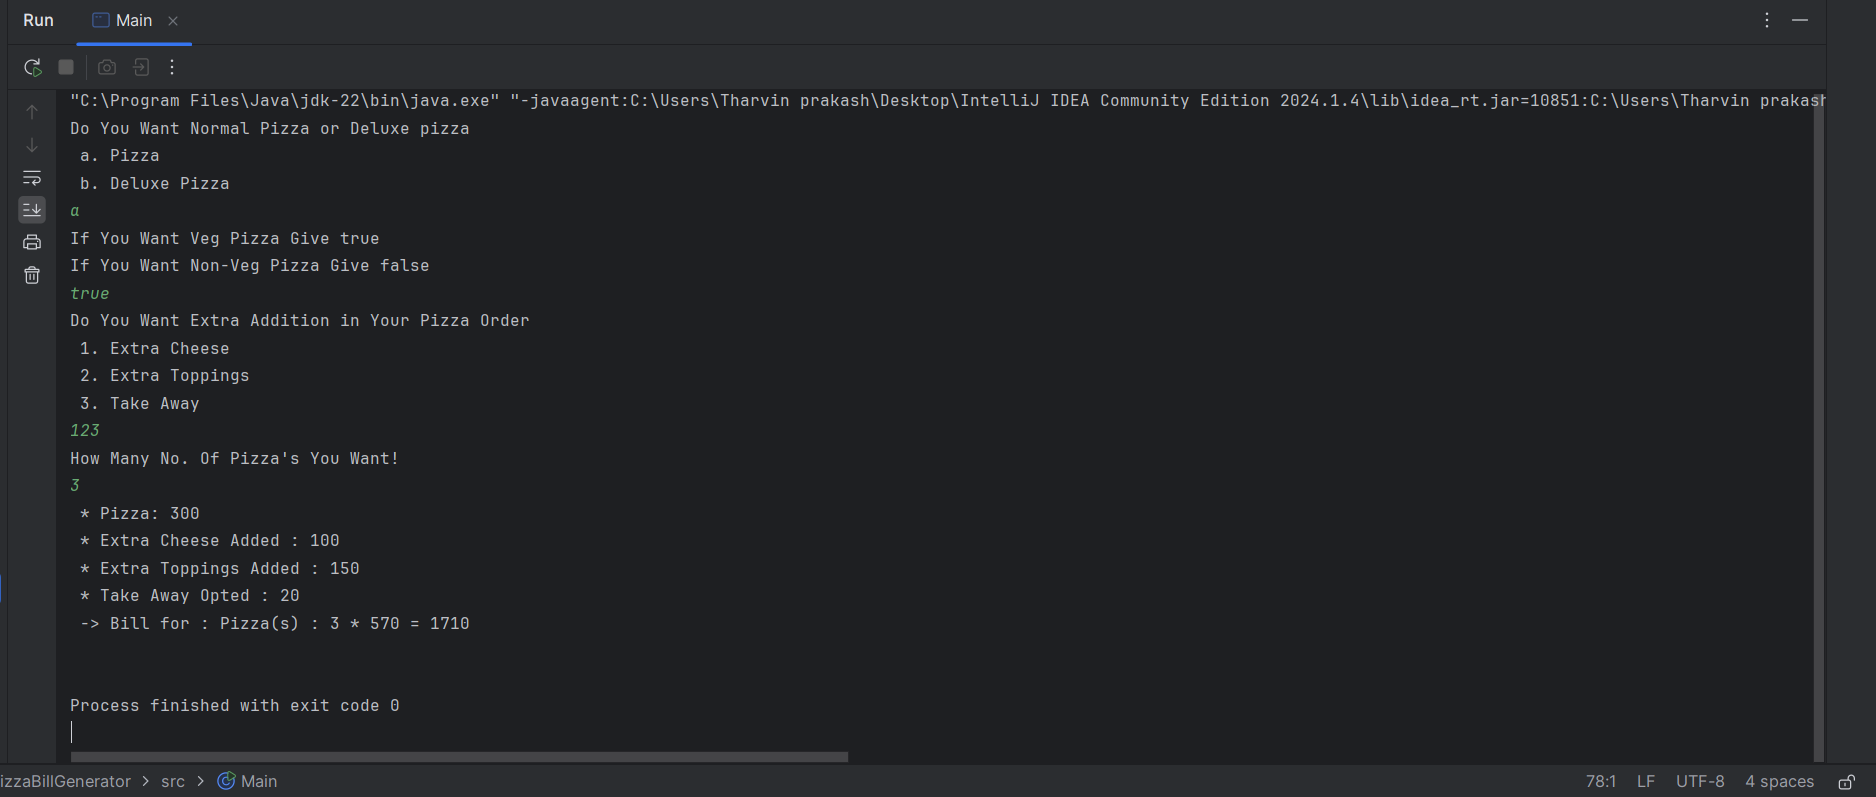 Run Main
"C:\Program Files\Java\jdk-22\bin\java.exe" "-javaagent:C:\Users\Tharvin prakash\Desktop\IntelliJ IDEA Community Edition 2024.1.4\lib\idea_rt.jar=10851:C:\Users\Tharvin prakash
Do You Want Normal Pizza or Deluxe pizza
a. Pizza
b. Deluxe Pizza
a
If You Want Veg Pizza Give true
If You Want Non-Veg Pizza Give false
true
Do You Want Extra Addition in Your Pizza Order
1. Extra Cheese
2. Extra Toppings
3. Take Away
123
How Many No. Of Pizza's You Want!
3
* Pizza: 300
* Extra Cheese Added : 100
* Extra Toppings Added : 150
* Take Away Opted : 20
-> Bill for : Pizza(s) : 3 * 570 = 1710
Process finished with exit code 0
izzaBillGenerator > src > Main 78:1 LF UTF-8 4 spaces